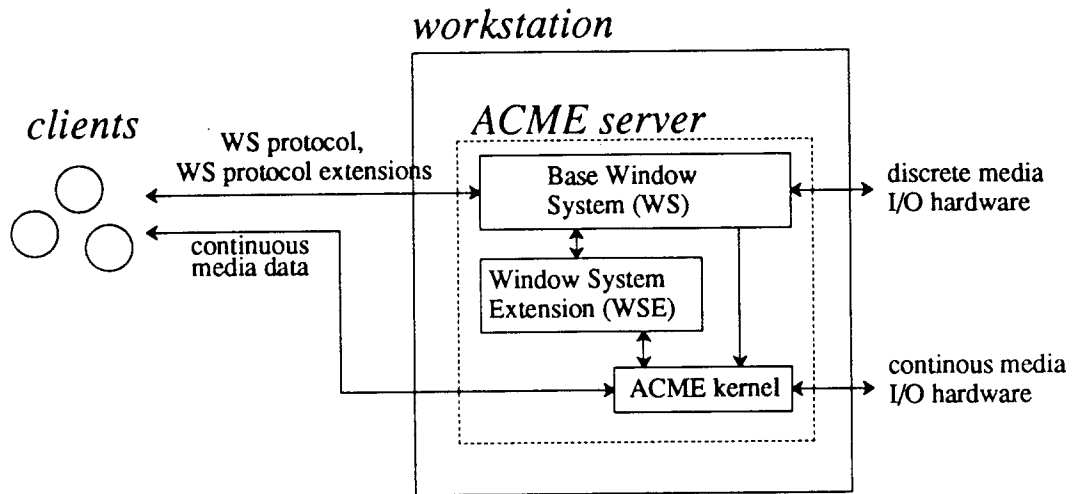 workstation
clients
ACME server
WS protocol,
WS protocol extensions
Base Window
System (WS)
discrete media
I/O hardware
continuous
media data
Window System
Extension (WSE)
ACME kernel
continous media
I/O hardware